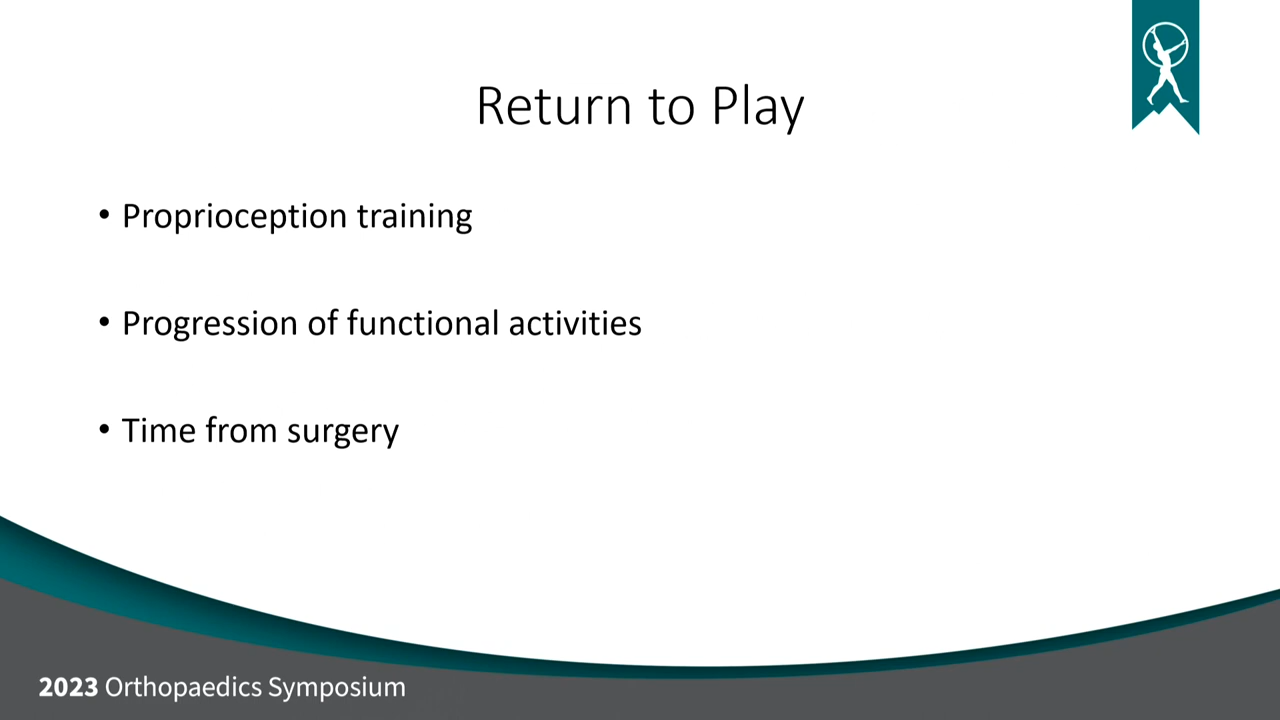 Return to Play
• Proprioception training
• Progression of functional activities
• Time from surgery
2023 Orthopaedics Symposium